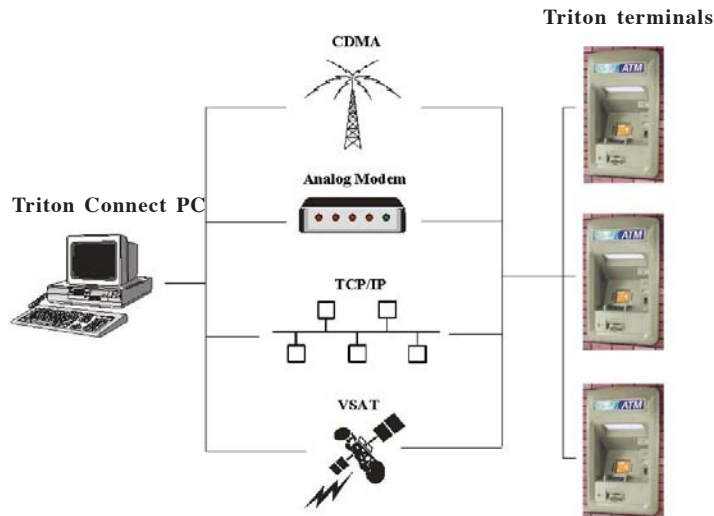 Triton terminals
CDMA
ATM
Analog Modem
Triton Connect PC
ATM
TCP/IP
VSAT
ATM